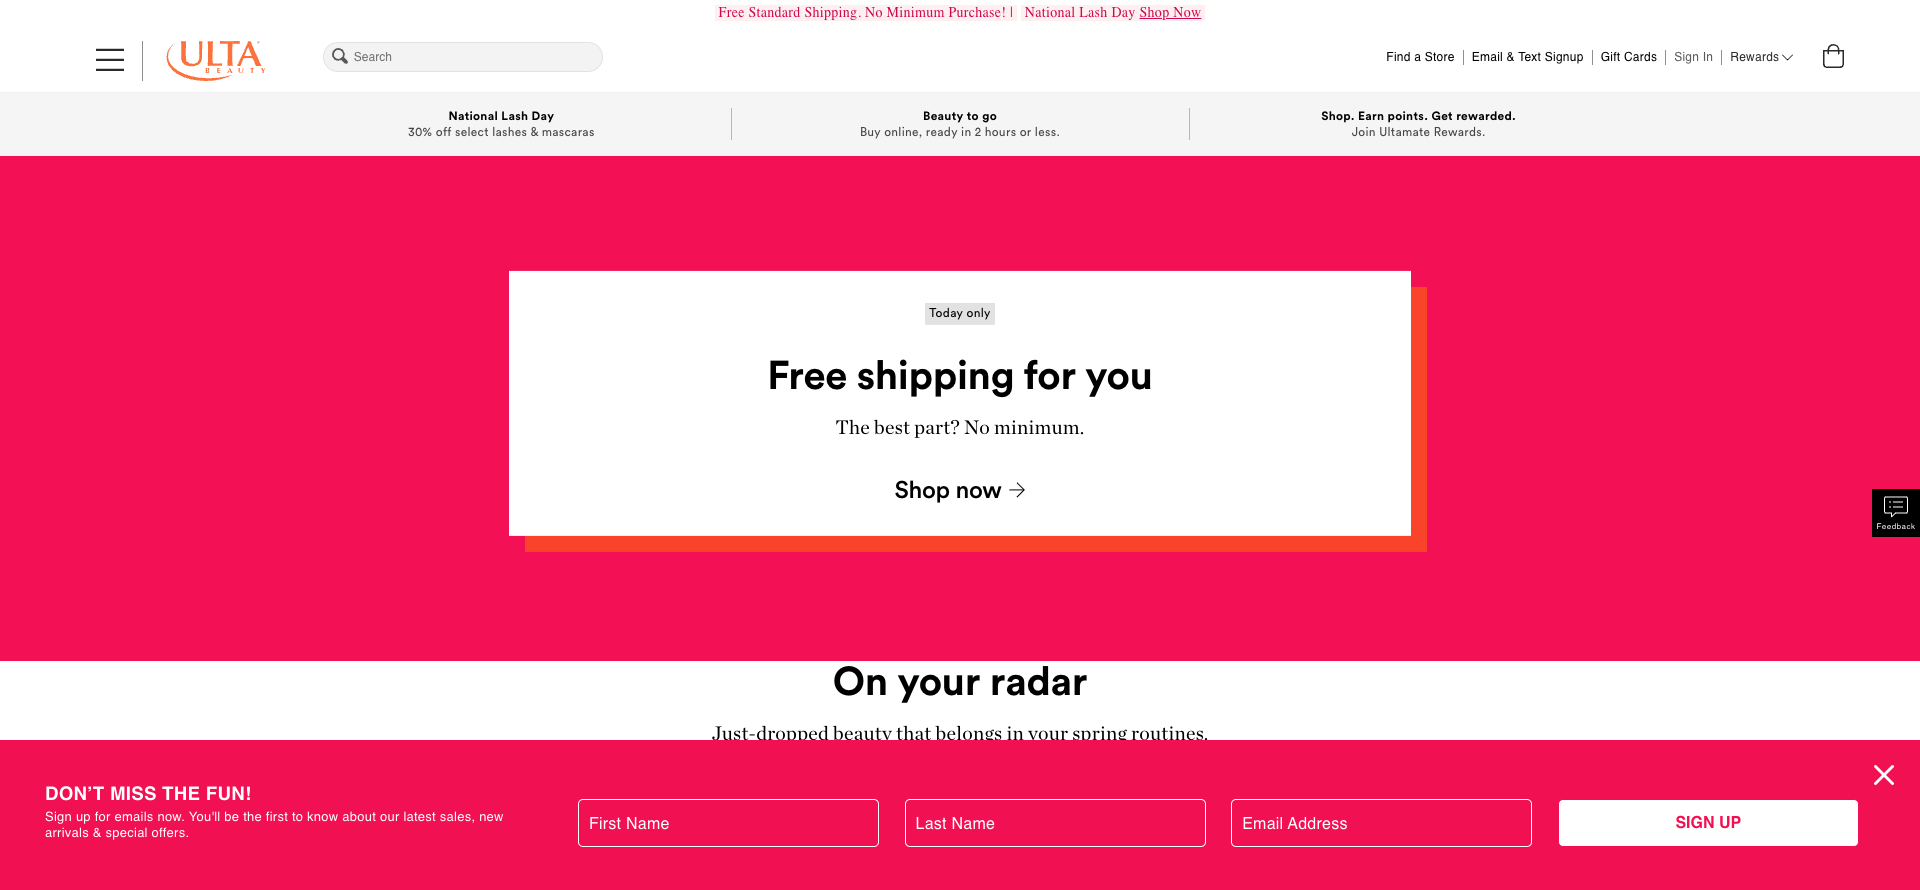 Free Standard Shipping. No Minimum Purchase! | National Lash Day Shop Now
ULTA
BEAUTY
Search
Find a Store
Email & Text Signup
Gift Cards
Sign In
Rewards
National Lash Day
30% off select lashes & mascaras
Beauty to go
Buy online, ready in 2 hours or less.
Shop. Earn points. Get rewarded.
Join Ultamate Rewards.
Today only
Free shipping for you
The best part? No minimum.
Shop now
Feedback
On your radar
Just-dropped beauty that belongs in your spring routines.
DON’T MISS THE FUN!
Sign up for emails now. You'll be the first to know about our latest sales, new
arrivals & special offers.
First Name
Last Name
Email Address
SIGN UP